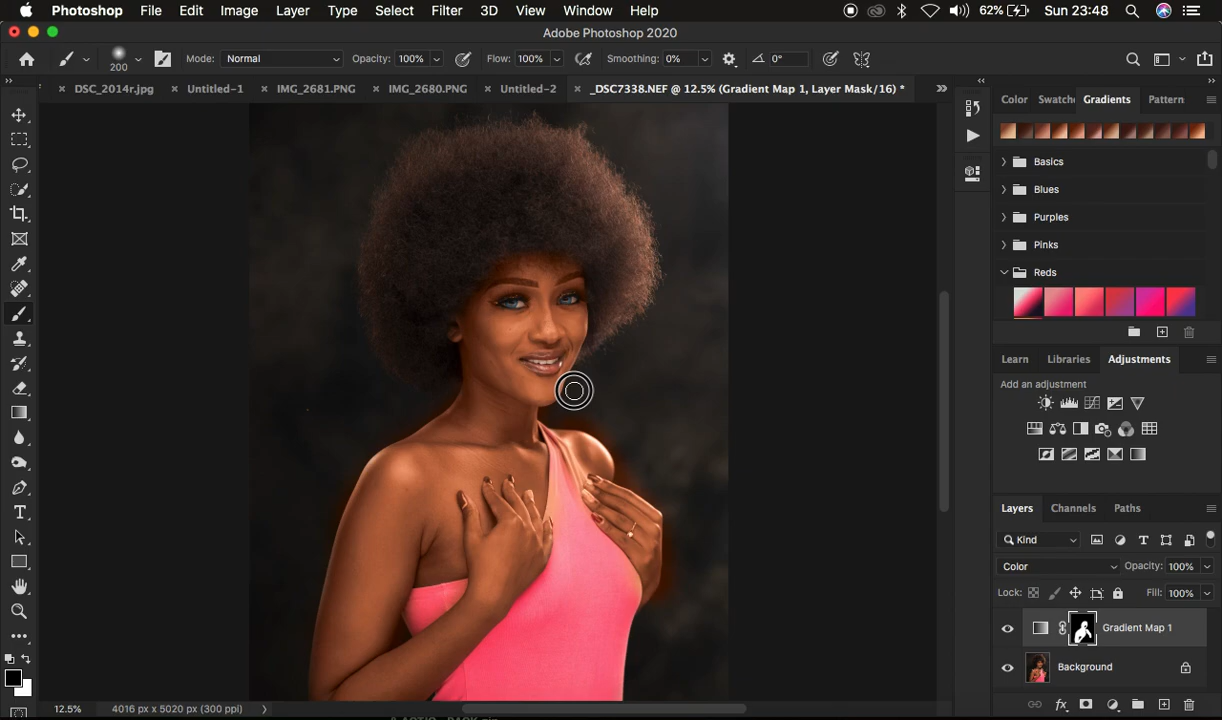 Photoshop File Edit Image Layer Type Select Filter 3D View Window Help 62% Sun 23:48
Adobe Photoshop 2020
200 Mode: Normal Opacity: 100% Flow: 100% Smoothing: 0% 0°
DSC_2014r.jpg Untitled-1 IMG_2681.PNG IMG_2680.PNG Untitled-2 _DSC7338.NEF @ 12.5% (Gradient Map 1, Layer Mask/16) *
Color Swatche Gradients Pattern
Basics
Blues
Purples
Pinks
Reds
Learn Libraries Adjustments
Add an adjustment
Layers Channels Paths
Kind
Color Opacity: 100%
Lock: Fill: 100%
Gradient Map 1
Background
fx
12.5% 4016 px x 5020 px (300 ppi)